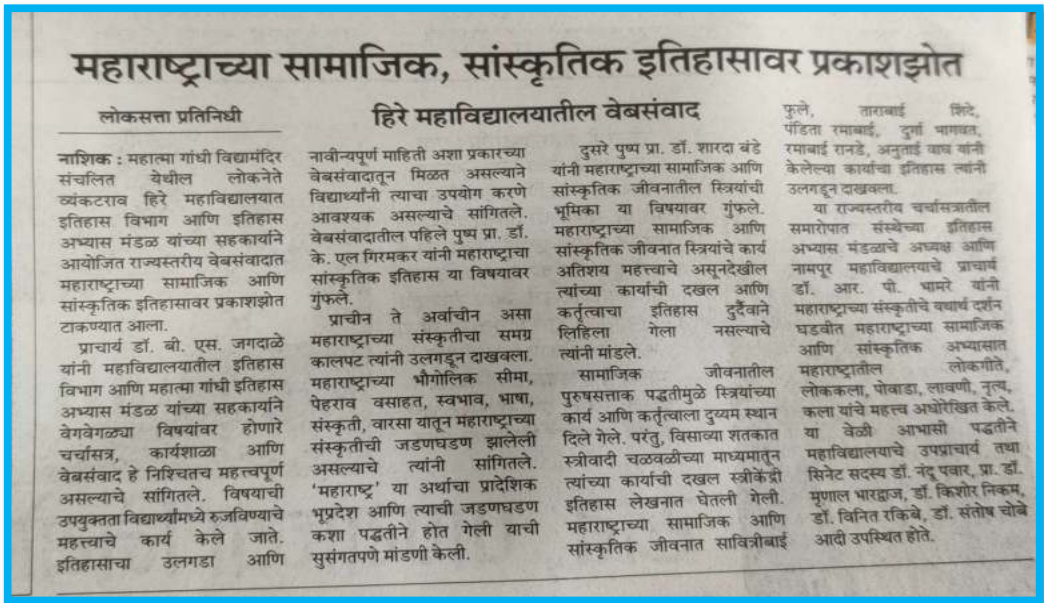 महाराष्ट्राच्या सामाजिक, सांस्कृतिक इतिहासावर प्रकाशझोत
लोकसत्ता प्रतिनिधी
हिरे महाविद्यालयातील वेबसंवाद
नाशिक : महात्मा गांधी विद्यामंदिर
संचलित येथील लोकनेते
व्यंकटराव हिरे महाविद्यालयात
इतिहास विभाग आणि इतिहास
अभ्यास मंडळ यांच्या सहकार्याने
आयोजित राज्यस्तरीय वेबसंवादात
महाराष्ट्राच्या सामाजिक आणि
सांस्कृतिक इतिहासावर प्रकाशझोत
टाकण्यात आला.
प्राचार्य डॉ. बी. एस. जगदाळे
यांनी महाविद्यालयातील इतिहास
विभाग आणि महात्मा गांधी इतिहास
अभ्यास मंडळ यांच्या सहकार्याने
वेगवेगळ्या विषयांवर होणारे
चर्चासत्र, कार्यशाळा आणि
वेबसंवाद हे निश्चितच महत्त्वपूर्ण
असल्याचे सांगितले. विषयाची
उपयुक्तता विद्यार्थ्यांमध्ये रुजविण्याचे
महत्त्वाचे कार्य केले जाते.
इतिहासाचा उलगडा आणि
नावीन्यपूर्ण माहिती अशा प्रकारच्या
वेबसंवादातून मिळत असल्याने
विद्यार्थ्यांनी त्याचा उपयोग करणे
आवश्यक असल्याचे सांगितले.
वेबसंवादातील पहिले पुष्प प्रा. डॉ.
के. एल गिरमकर यांनी महाराष्ट्राचा
सांस्कृतिक इतिहास या विषयावर
गुंफले.
प्राचीन ते अर्वाचीन असा
महाराष्ट्राच्या संस्कृतीचा समग्र
कालपट त्यांनी उलगडून दाखवला.
महाराष्ट्राच्या भौगोलिक सीमा,
पेहराव वसाहत, स्वभाव, भाषा,
संस्कृती, वारसा यातून महाराष्ट्राच्या
संस्कृतीची जडणघडण झालेली
असल्याचे त्यांनी सांगितले.
'महाराष्ट्र' या अर्थाचा प्रादेशिक
भूप्रदेश आणि त्याची जडणघडण
कशा पद्धतीने होत गेली याची
सुसंगतपणे मांडणी केली.
दुसरे पुष्प प्रा. डॉ. शारदा बंडे
यांनी महाराष्ट्राच्या सामाजिक आणि
सांस्कृतिक जीवनातील स्त्रियांची
भूमिका या विषयावर गुंफले.
महाराष्ट्राच्या सामाजिक आणि
सांस्कृतिक जीवनात स्त्रियांचे कार्य
अतिशय महत्त्वाचे असूनदेखील
त्यांच्या कार्याची दखल आणि
कर्तृत्वाचा इतिहास दुर्दैवाने
लिहिला गेला नसल्याचे
त्यांनी मांडले.
सामाजिक जीवनातील
पुरुषसत्ताक पद्धतीमुळे स्त्रियांच्या
कार्य आणि कर्तृत्वाला दुय्यम स्थान
दिले गेले. परंतु, विसाव्या शतकात
स्त्रीवादी चळवळीच्या माध्यमातून
त्यांच्या कार्याची दखल स्त्रीकेंद्री
इतिहास लेखनात घेतली गेली.
महाराष्ट्राच्या सामाजिक आणि
सांस्कृतिक जीवनात सावित्रीबाई
फुले, ताराबाई शिंदे,
पंडिता रमाबाई, दुर्गा भागवत,
रमाबाई रानडे, अनुताई वाघ यांनी
केलेल्या कार्याचा इतिहास त्यांनी
उलगडून दाखवला.
या राज्यस्तरीय चर्चासत्रातील
समारोपात संस्थेच्या इतिहास
अभ्यास मंडळाचे अध्यक्ष आणि
नामपूर महाविद्यालयाचे प्राचार्य
डॉ. आर. पी. भामरे यांनी
महाराष्ट्राच्या संस्कृतीचे यथार्थ दर्शन
घडवीत महाराष्ट्राच्या सामाजिक
आणि सांस्कृतिक अभ्यासात
महाराष्ट्रातील लोकगीते,
लोककला, पोवाडा, लावणी, नृत्य,
कला यांचे महत्त्व अधोरेखित केले.
या वेळी आभासी पद्धतीने
महाविद्यालयाचे उपप्राचार्य तथा
सिनेट सदस्य डॉ. नंदू पवार, प्रा. डॉ.
मृणाल भारद्वाज, डॉ. किशोर निकम,
डॉ. विनित रकिबे, डॉ. संतोष चोबे
आदी उपस्थित होते.